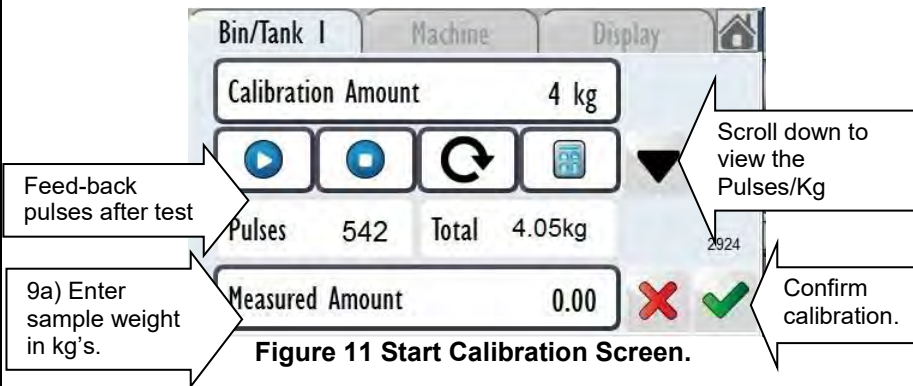 Bin/Tank 1 Machine Display
Calibration Amount 4 kg
Scroll down to
view the
Pulses/Kg
Feed-back
pulses after test
Pulses 542 Total 4.05kg
2924
9a) Enter
sample weight
in kg's.
Measured Amount 0.00
Confirm
calibration.
Figure 11 Start Calibration Screen.